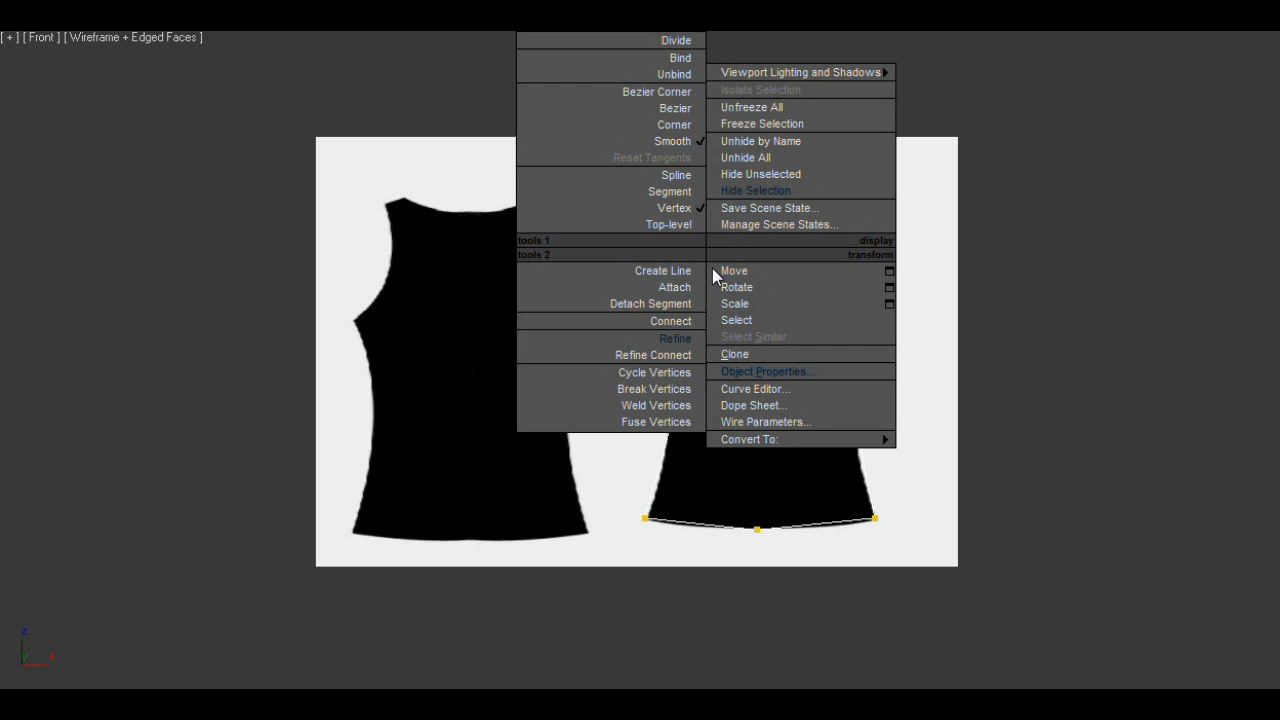 [ + ] [ Front ] [ Wireframe + Edged Faces ]
Divide
Bind
Unbind
Bezier Corner
Bezier
Corner
Smooth
Reset Tangents
Spline
Segment
Vertex
Top-level
tools 1
tools 2
Create Line
Attach
Detach Segment
Connect
Refine
Refine Connect
Cycle Vertices
Break Vertices
Weld Vertices
Fuse Vertices
Viewport Lighting and Shadows
Isolate Selection
Unfreeze All
Freeze Selection
Unhide by Name
Unhide All
Hide Unselected
Hide Selection
Save Scene State...
Manage Scene States...
display
transform
Move
Rotate
Scale
Select
Select Similar
Clone
Object Properties...
Curve Editor...
Dope Sheet...
Wire Parameters...
Convert To:
z
y
x